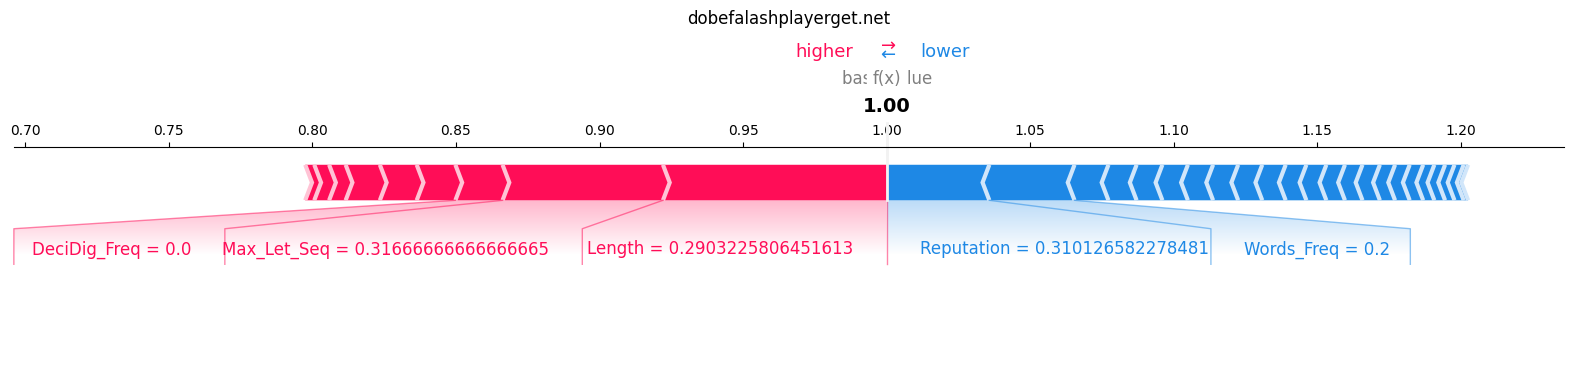 dobefalashplayerget.net
higher ⇄ lower
f(x)
1.00
0.70 0.75 0.80 0.85 0.90 0.95 1.00 1.05 1.10 1.15 1.20
DeciDig_Freq = 0.0 Max_Let_Seq = 0.31666666666666665 Length = 0.2903225806451613 Reputation = 0.310126582278481 Words_Freq = 0.2